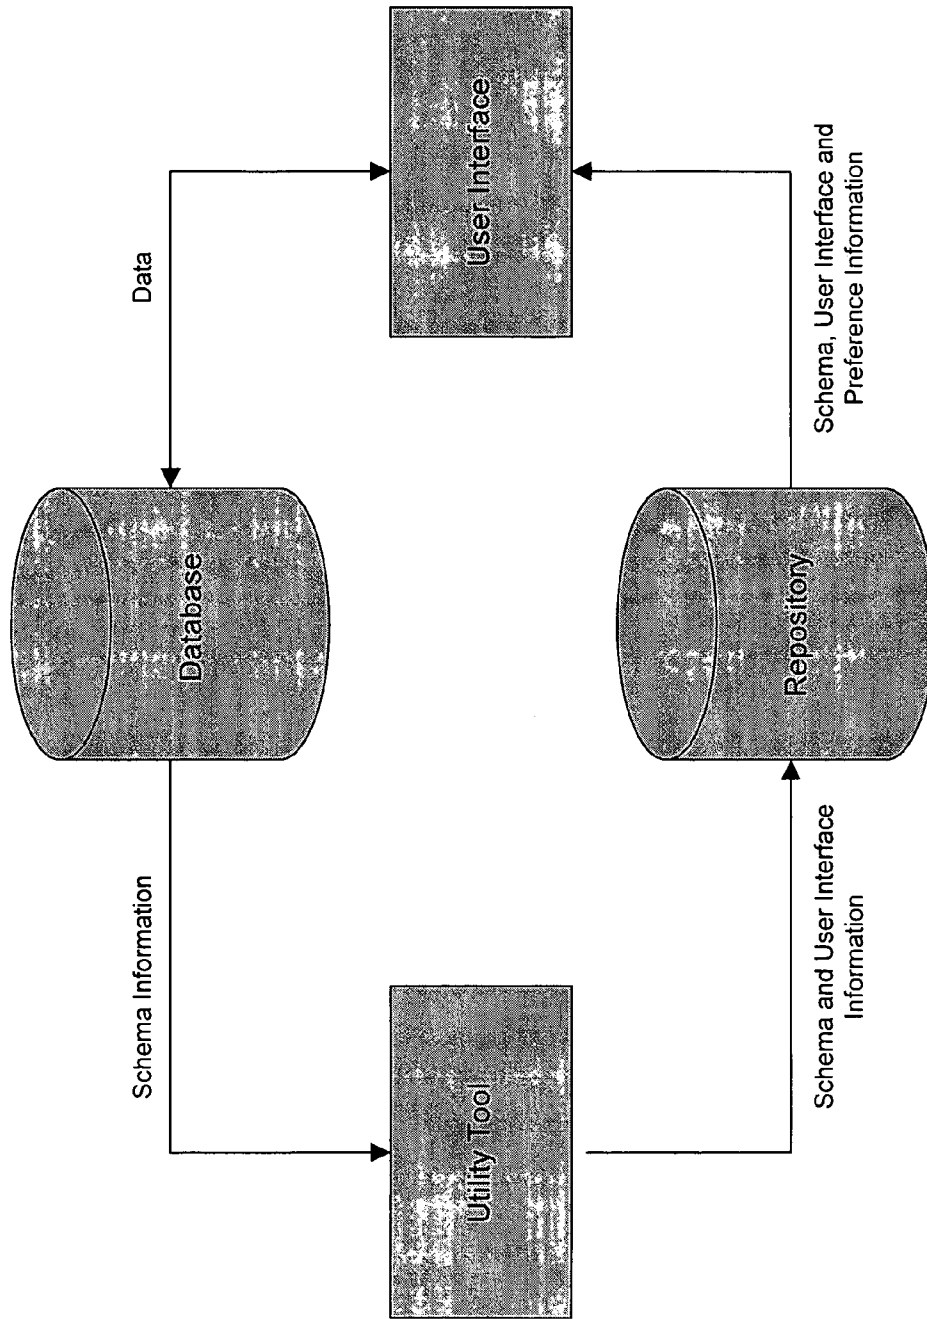 Schema Information
Data
Database
Utility Tool
User Interface
Repository
Schema and User Interface
Information
Schema, User Interface and
Preference Information